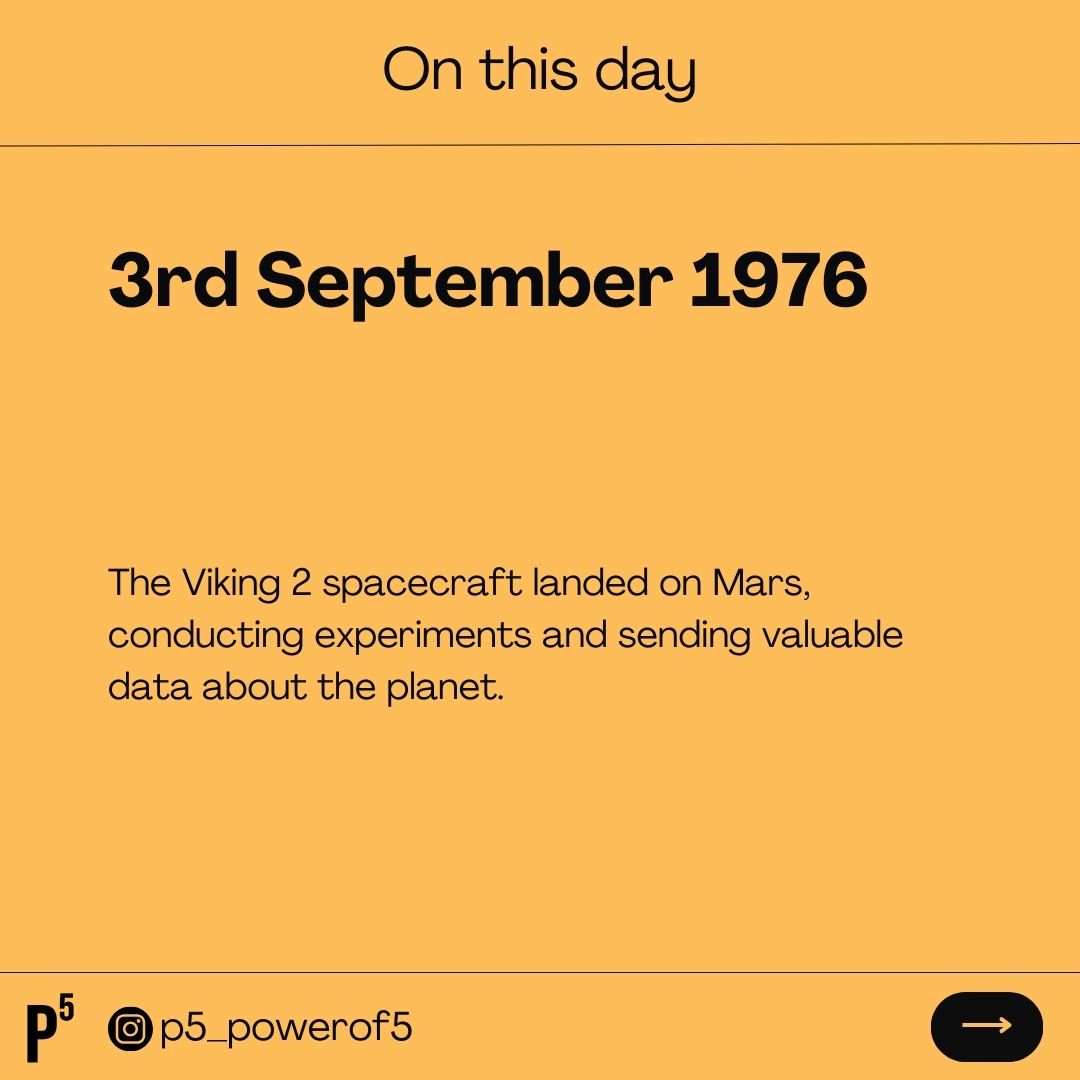 On this day
3rd September 1976
The Viking 2 spacecraft landed on Mars,
conducting experiments and sending valuable
data about the planet.
P5
p5_powerof5